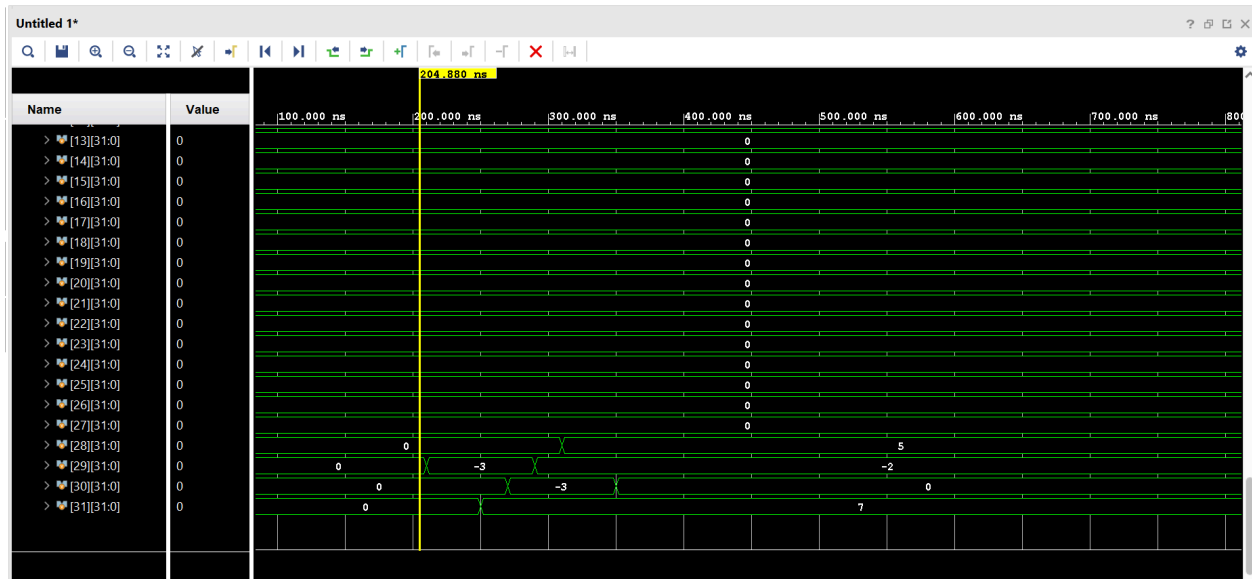 Untitled 1*
204.880 ns
Name Value
100.000 ns 200.000 ns 300.000 ns 400.000 ns 500.000 ns 600.000 ns 700.000 ns 80
[13][31:0] 0 0
[14][31:0] 0 0
[15][31:0] 0 0
[16][31:0] 0 0
[17][31:0] 0 0
[18][31:0] 0 0
[19][31:0] 0 0
[20][31:0] 0 0
[21][31:0] 0 0
[22][31:0] 0 0
[23][31:0] 0 0
[24][31:0] 0 0
[25][31:0] 0 0
[26][31:0] 0 0
[27][31:0] 0 0
[28][31:0] 0 0 5
[29][31:0] 0 0 -3 -2
[30][31:0] 0 0 -3 0
[31][31:0] 0 0 7